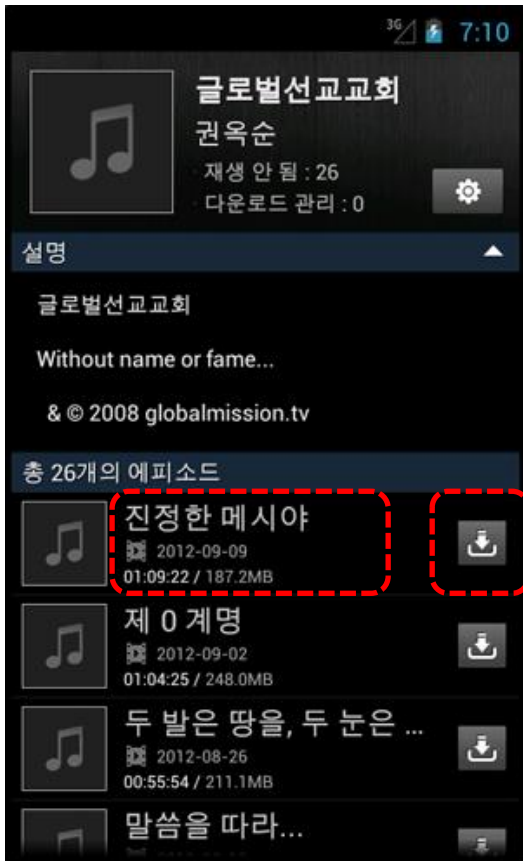 3G 7:10
글로벌선교교회
권옥순
· 재생 안 됨 : 26
· 다운로드 관리 : 0
설명
글로벌선교교회
Without name or fame...
& © 2008 globalmission.tv
총 26개의 에피소드
진정한 메시야
2012-09-09
01:09:22 / 187.2MB
제 0 계명
2012-09-02
01:04:25 / 248.0MB
두 발은 땅을, 두 눈은 ...
2012-08-26
00:55:54 / 211.1MB
말씀을 따라...